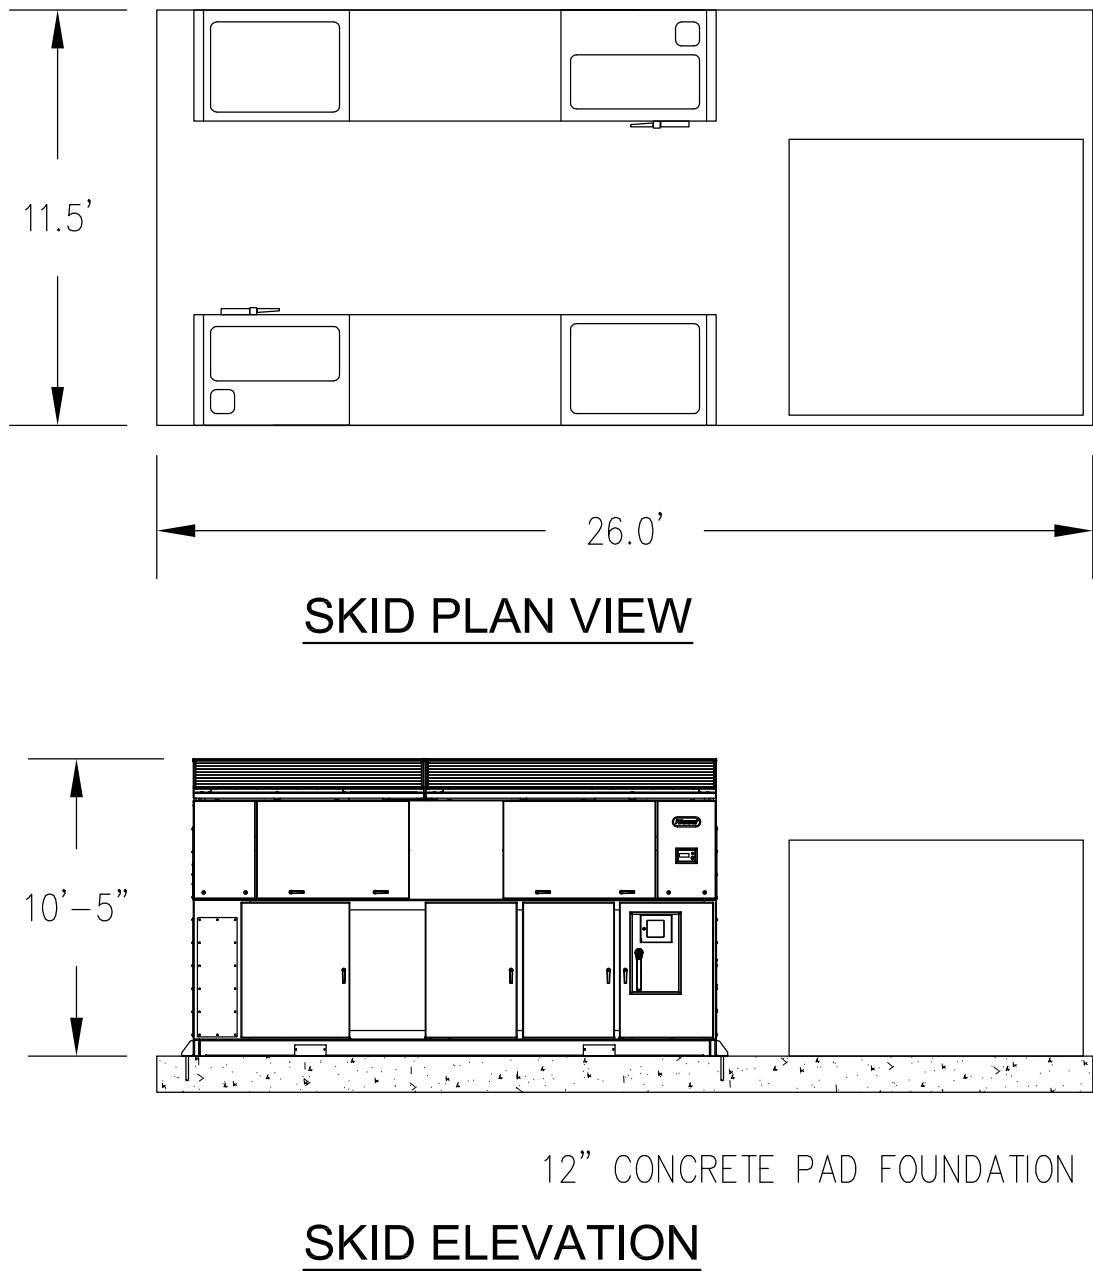 11.5’
26.0’
SKID PLAN VIEW
10’–5”
12” CONCRETE PAD FOUNDATION
SKID ELEVATION